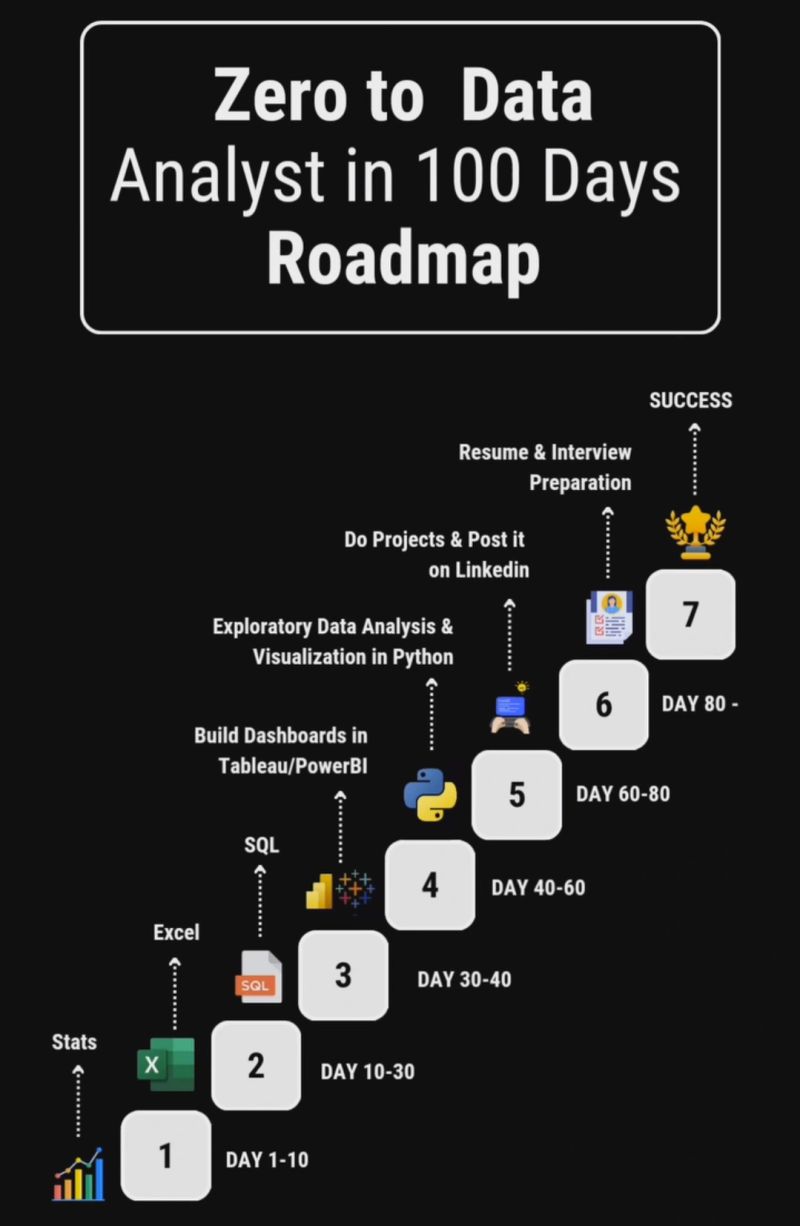 Zero to Data
Analyst in 100 Days
Roadmap
SUCCESS
Resume & Interview
Preparation
Do Projects & Post it
on Linkedin
7
Exploratory Data Analysis &
Visualization in Python
6
DAY 80 -
Build Dashboards in
Tableau/PowerBI
5
DAY 60-80
SQL
4
DAY 40-60
Excel
SQL
3
DAY 30-40
Stats
X
2
DAY 10-30
1
DAY 1-10